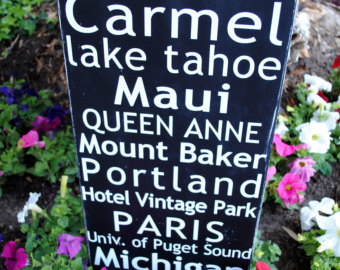 Carmel
lake tahoe
Maui
QUEEN ANNE
Mount Baker
Portland
Hotel Vintage Park
PARIS
Univ. of Puget Sound
Michigan